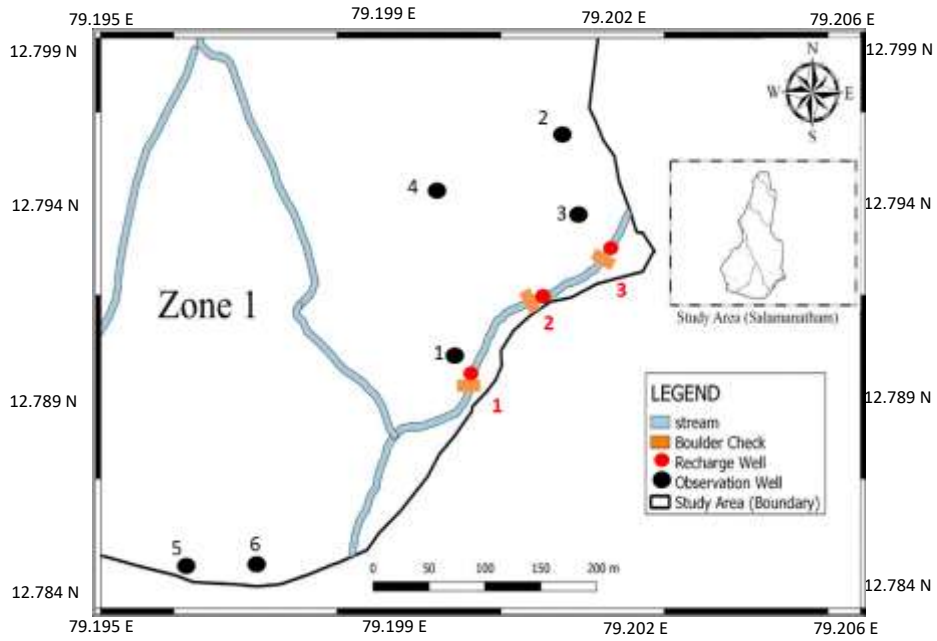 79.195 E
79.199 E
79.202 E
79.206 E
12.799 N
12.799 N
N
W
E
S
2
4
12.794 N
12.794 N
3
3
Zone 1
2
Study Area (Salamanatham)
1
1
12.789 N
12.789 N
LEGEND
stream
Boulder Check
Recharge Well
Observation Well
Study Area (Boundary)
5
6
0 50 100 150 200 m
12.784 N
12.784 N
79.195 E
79.199 E
79.202 E
79.206 E